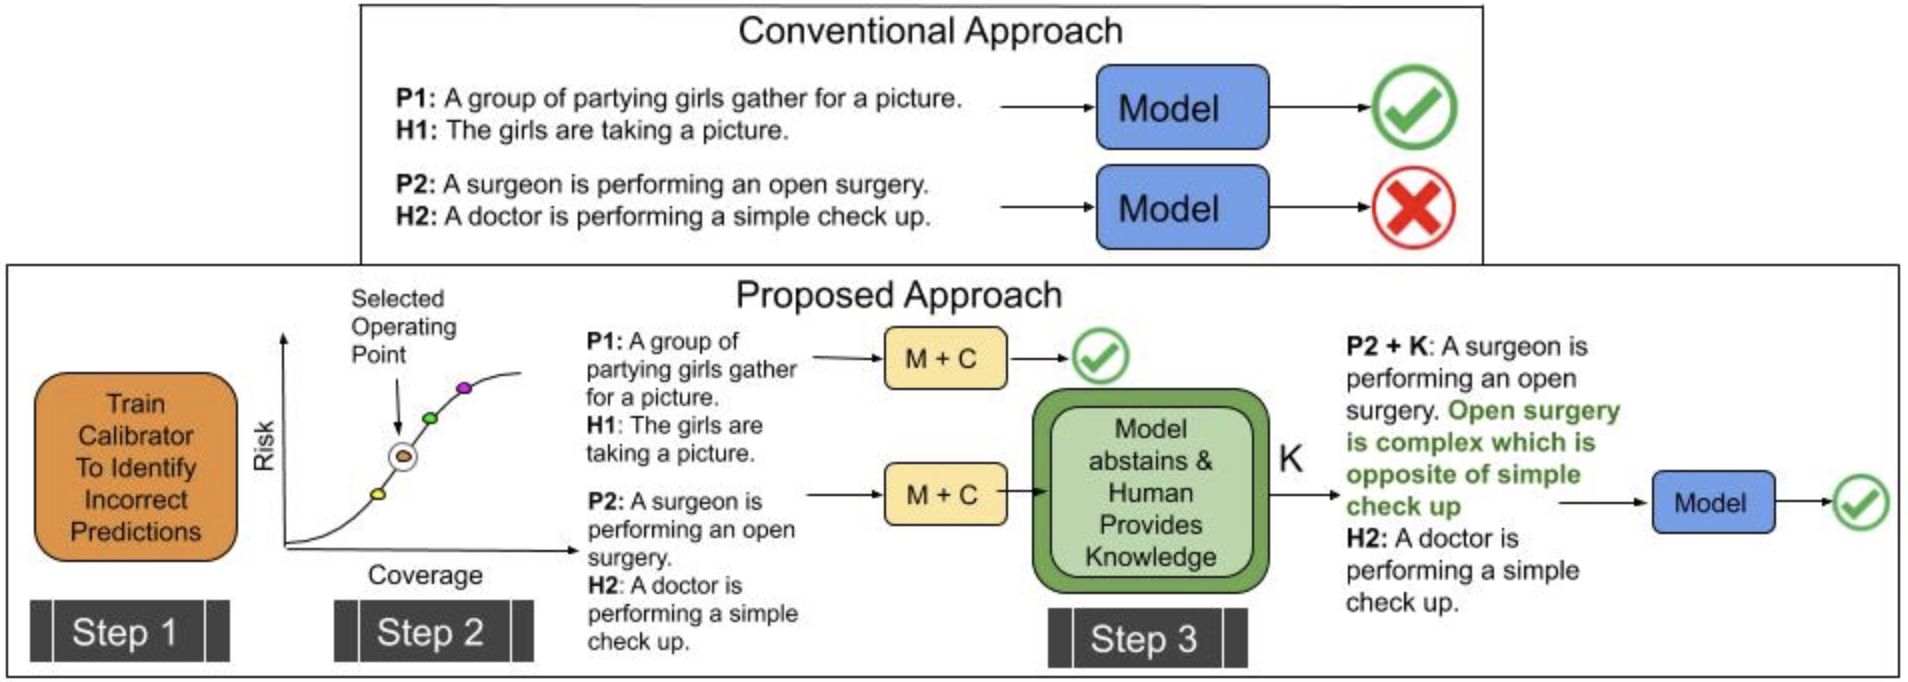 Conventional Approach
P1: A group of partying girls gather for a picture.
H1: The girls are taking a picture.
Model
P2: A surgeon is performing an open surgery.
H2: A doctor is performing a simple check up.
Model
Proposed Approach
Train
Calibrator
To Identify
Incorrect
Predictions
Step 1
Selected
Operating
Point
Risk
Coverage
Step 2
P1: A group of
partying girls gather
for a picture.
H1: The girls are
taking a picture.
M + C
P2: A surgeon is
performing an open
surgery.
H2: A doctor is
performing a simple
check up.
M + C
Model
abstains &
Human
Provides
Knowledge
Step 3
K
P2 + K: A surgeon is
performing an open
surgery. Open surgery
is complex which is
opposite of simple
check up
H2: A doctor is
performing a simple
check up.
Model